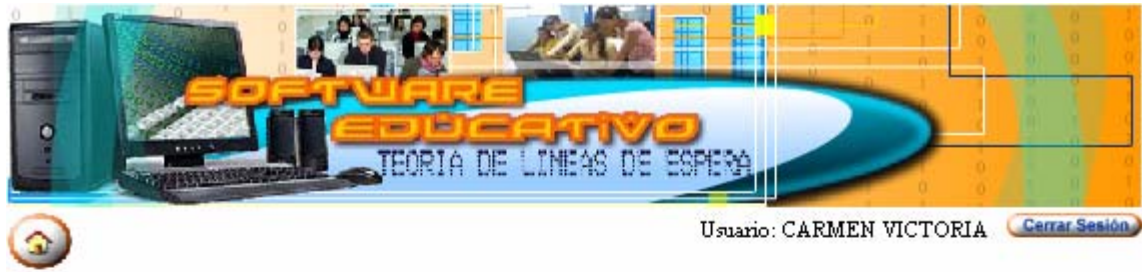 SOFTWARE
EDUCATIVO
TEORIA DE LINEAS DE ESPERA
Usuario: CARMEN VICTORIA Cerrar Sesión